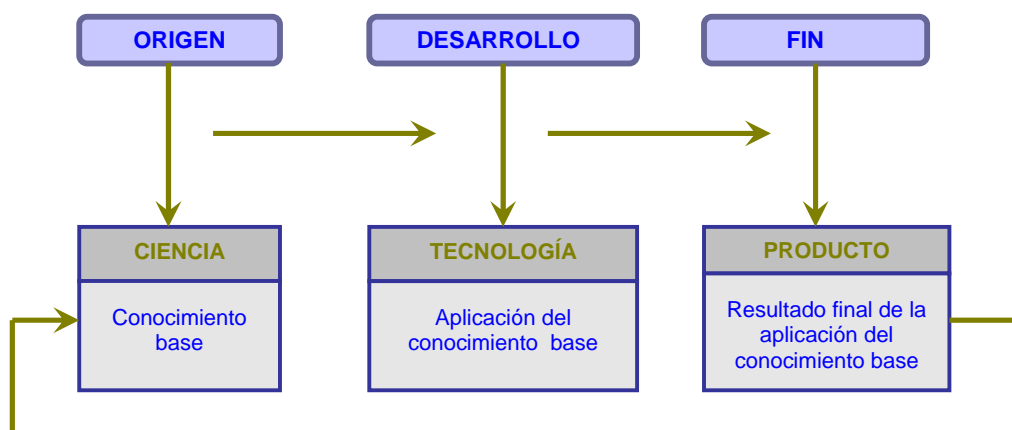 ORIGEN
DESARROLLO
FIN
CIENCIA
Conocimiento
base
TECNOLOGÍA
Aplicación del
conocimiento base
PRODUCTO
Resultado final de la
aplicación del
conocimiento base